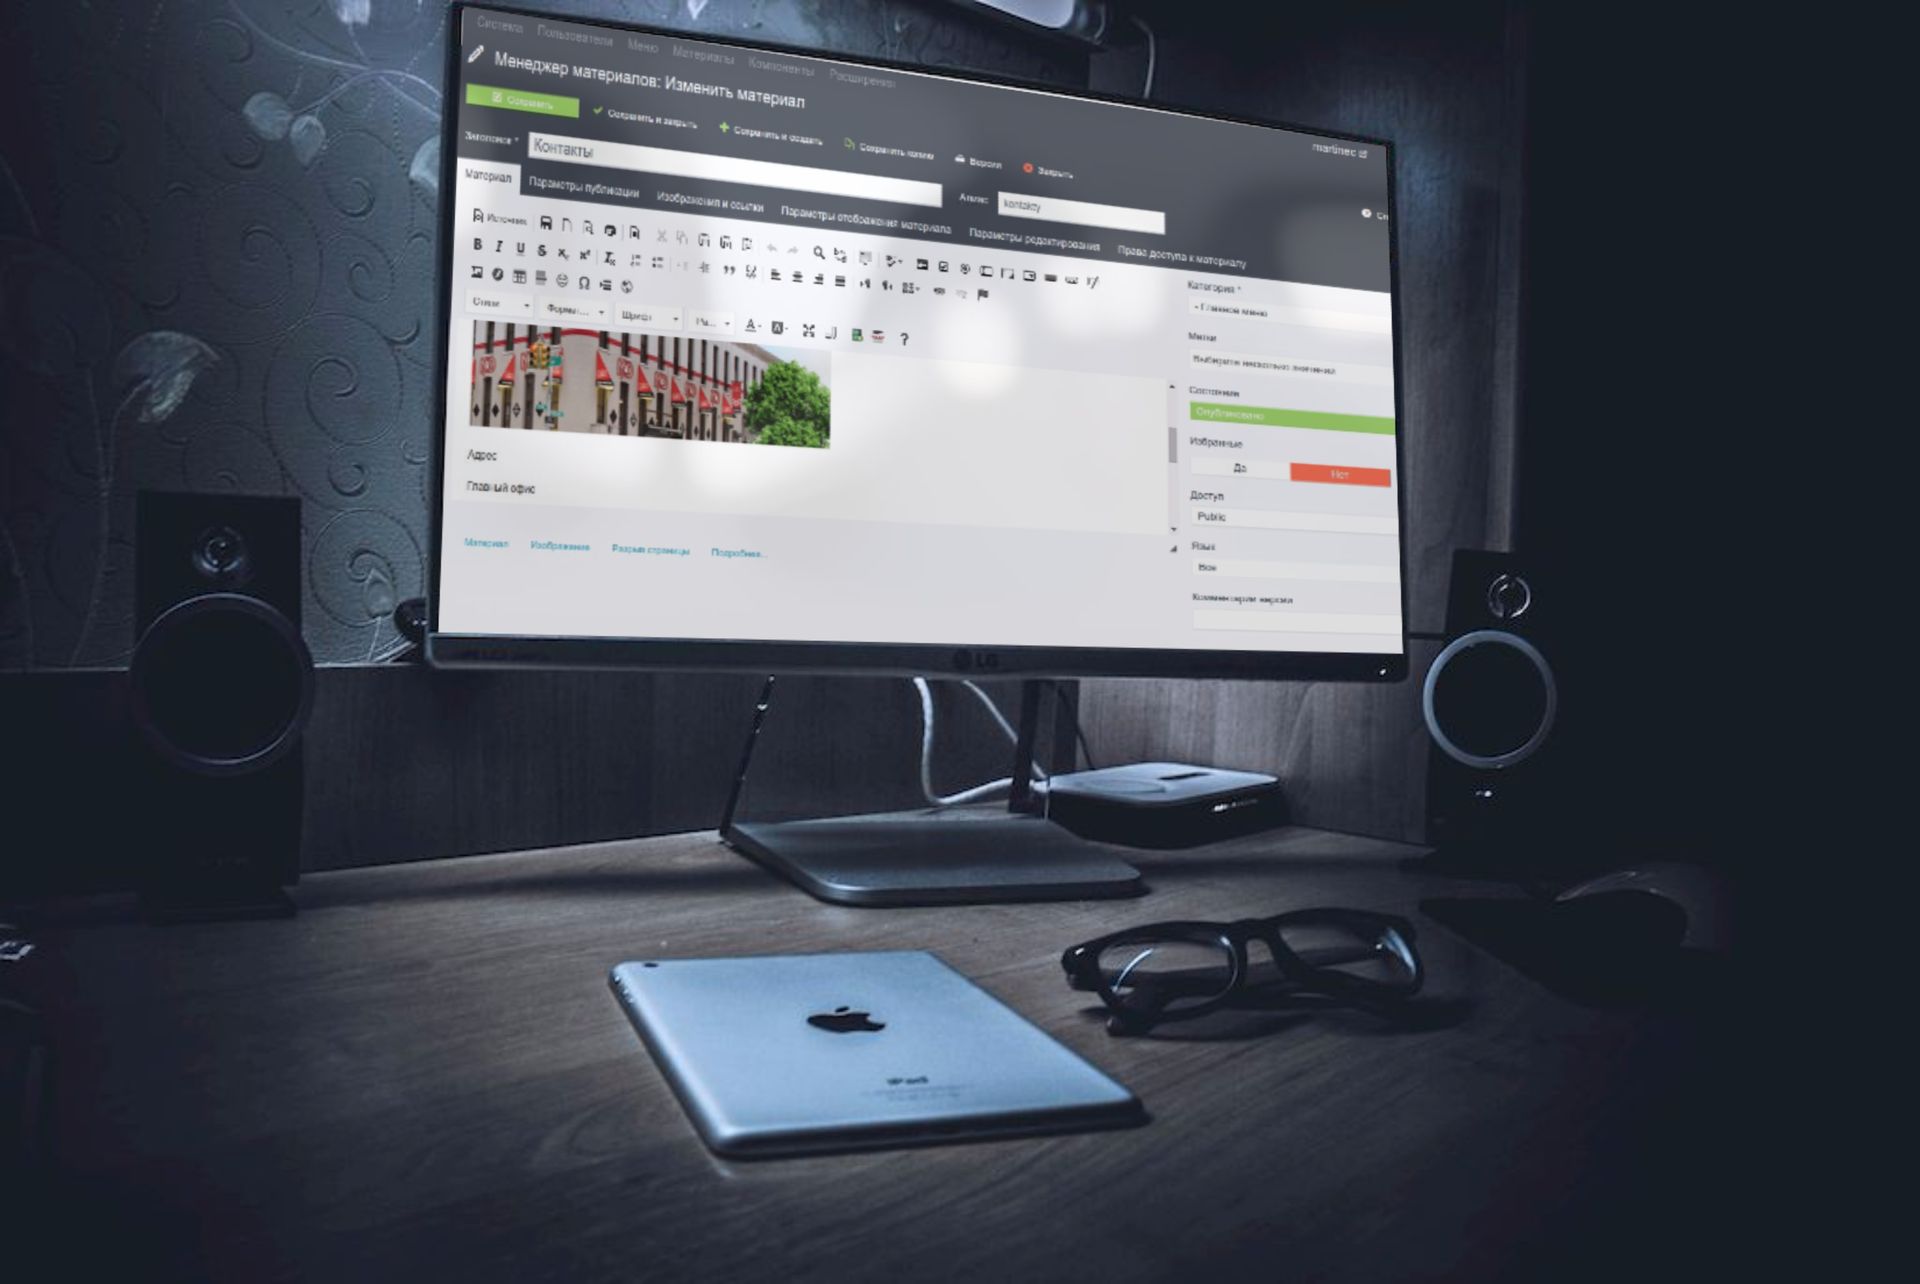 Система Пользователи Меню Материалы Компоненты Расширения
Менеджер материалов: Изменить материал
martinec
Сохранить Сохранить и закрыть Сохранить и создать Сохранить копию Версии Закрыть
Заголовок * Контакты Алиас kontakty
Материал Параметры публикации Изображения и ссылки Параметры отображения материала Параметры редактирования Права доступа к материалу
Источник
B I U S
Стили Формат... Шрифт Ра...
Адрес
Главный офис
Материал Изображение Разрыв страницы Подробнее...
Категория *
- Главное меню
Метки
Выберите несколько значений
Состояние
Опубликовано
Избранные
Да Нет
Доступ
Public
Язык
Все
Комментарии версии
LG
iPad